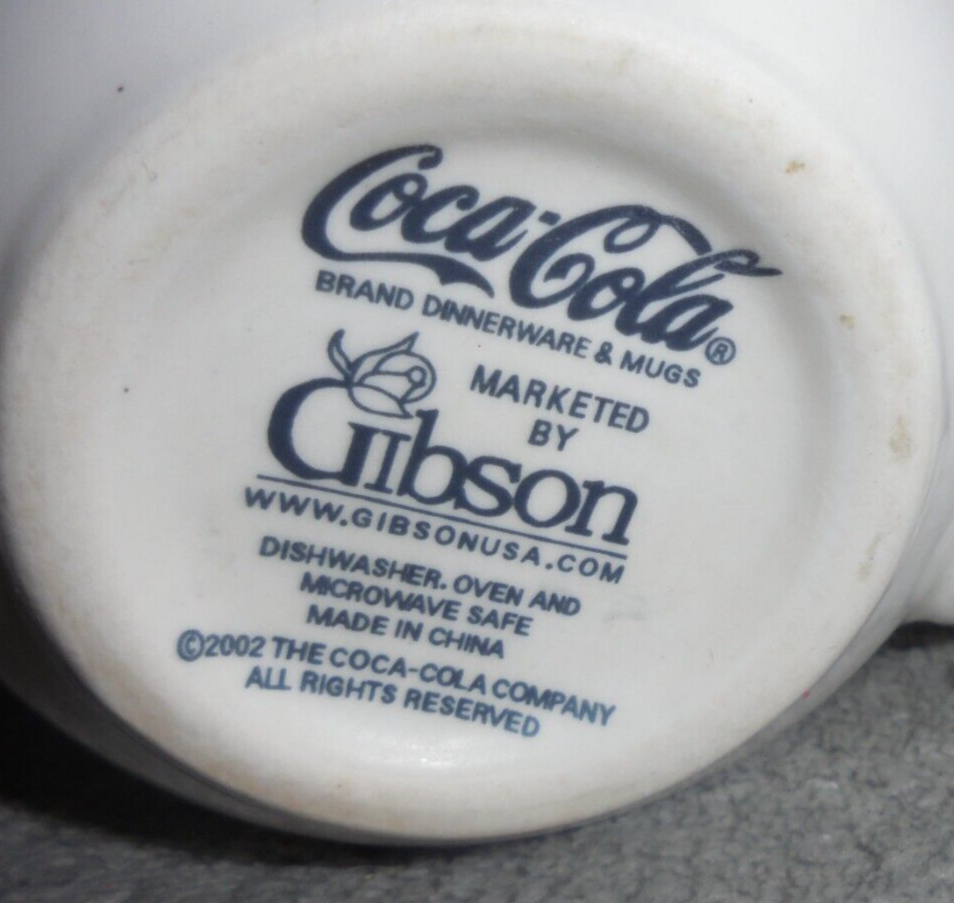 Coca-Cola®
BRAND DINNERWARE & MUGS
MARKETED
BY
Gibson
WWW.GIBSONUSA.COM
DISHWASHER. OVEN AND
MICROWAVE SAFE
MADE IN CHINA
©2002 THE COCA-COLA COMPANY
ALL RIGHTS RESERVED